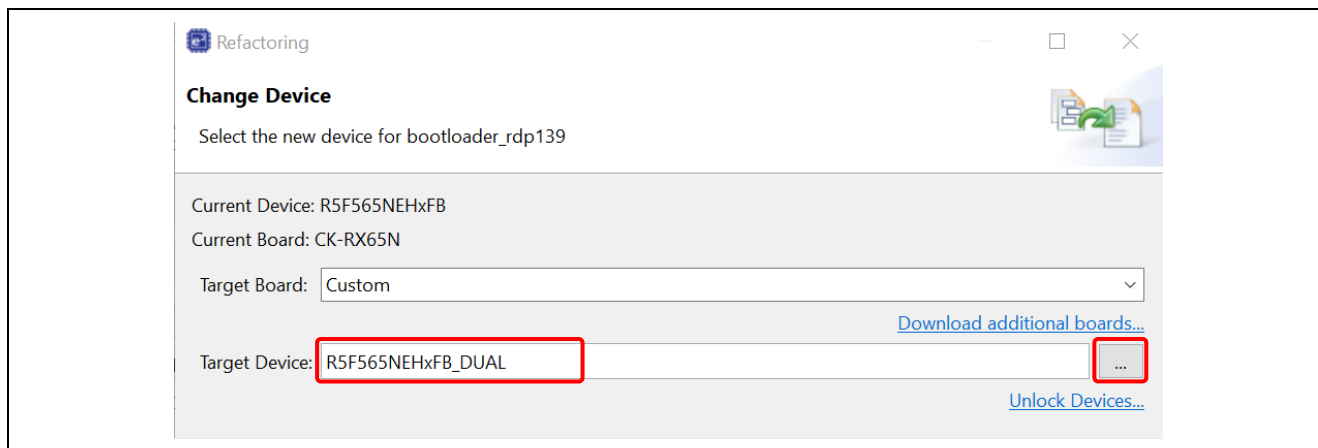 Refactoring
Change Device
Select the new device for bootloader_rdp139
Current Device: R5F565NEHxFB
Current Board: CK-RX65N
Target Board: Custom
Download additional boards...
Target Device: R5F565NEHxFB_DUAL ...
Unlock Devices...